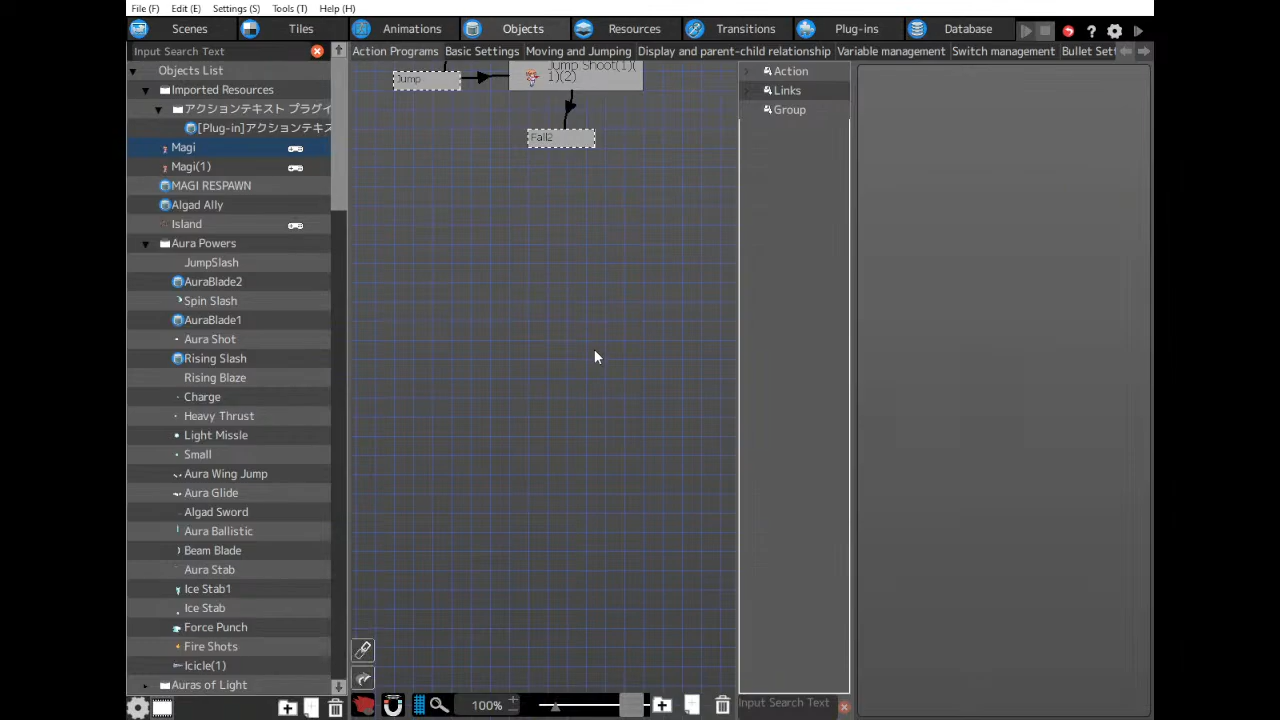 File (F) Edit (E) Settings (S) Tools (T) Help (H)
Scenes Tiles Animations Objects Resources Transitions Plug-ins Database
Input Search Text
Action Programs Basic Settings Moving and Jumping Display and parent-child relationship Variable management Switch management Bullet Sett
Objects List
Imported Resources
アクションテキスト プラグイ
[Plug-in]アクションテキス
Magi
Magi(1)
MAGI RESPAWN
Algad Ally
Island
Aura Powers
JumpSlash
AuraBlade2
Spin Slash
AuraBlade1
Aura Shot
Rising Slash
Rising Blaze
Charge
Heavy Thrust
Light Missle
Small
Aura Wing Jump
Aura Glide
Algad Sword
Aura Ballistic
Beam Blade
Aura Stab
Ice Stab1
Ice Stab
Force Punch
Fire Shots
Icicle(1)
Auras of Light
Jump
Jump Shoot(1)(
1)(2)
Fall2
100%
Action
Links
Group
Input Search Text